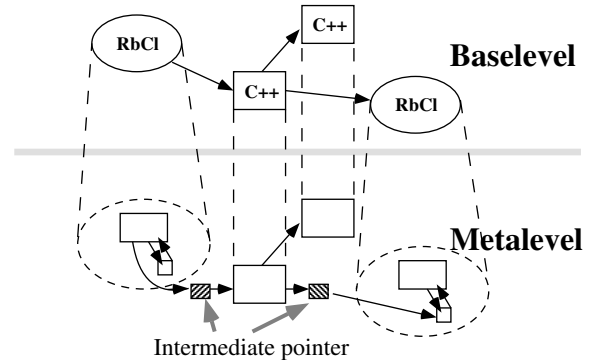 C++
RbCl
Baselevel
C++
RbCl
Metalevel
Intermediate pointer